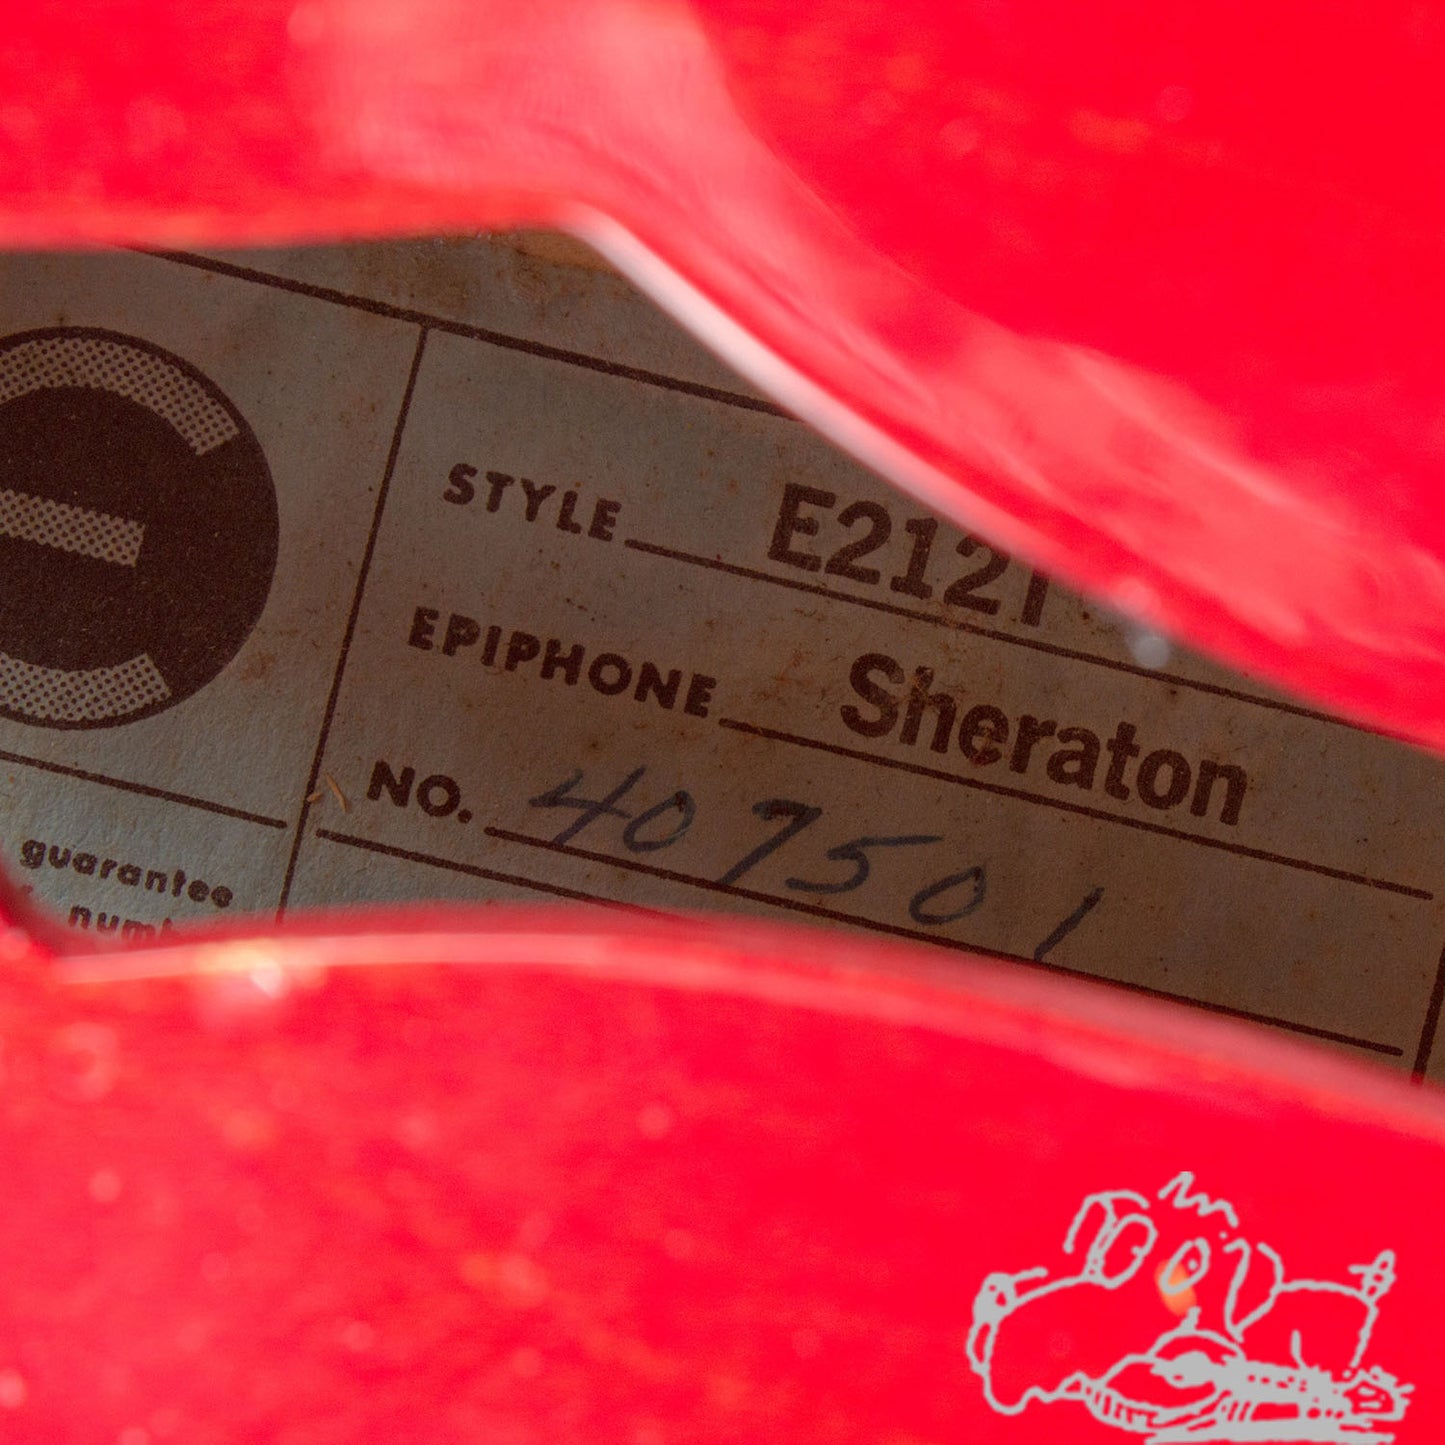 STYLE E212T
EPIPHONE Sheraton
NO. 407501
guarantee